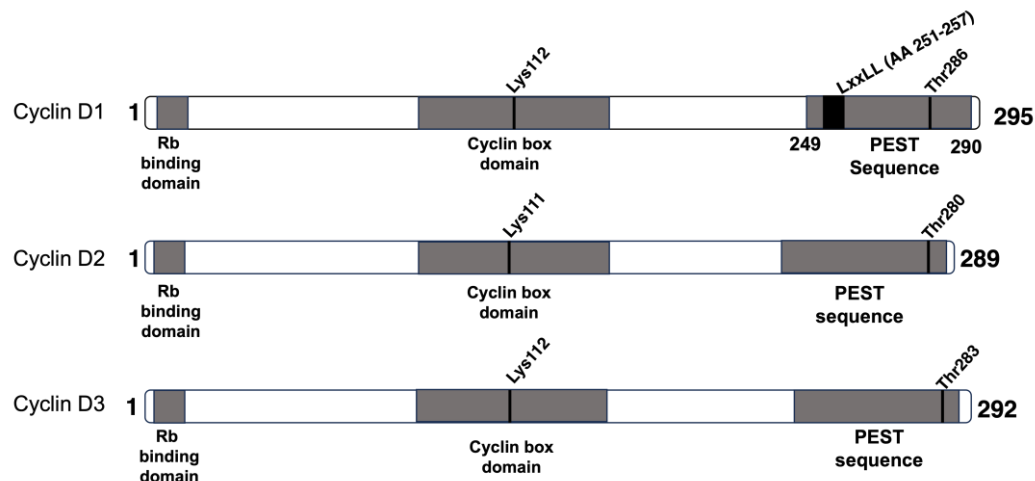 Lys112
LxxLL (AA 251-257)
Thr286
Cyclin D1
1
295
Rb
binding
domain
Cyclin box
domain
249
PEST
Sequence
290
Lys111
Thr280
Cyclin D2
1
289
Rb
binding
domain
Cyclin box
domain
PEST
sequence
Lys112
Thr283
Cyclin D3
1
292
Rb
binding
domain
Cyclin box
domain
PEST
sequence